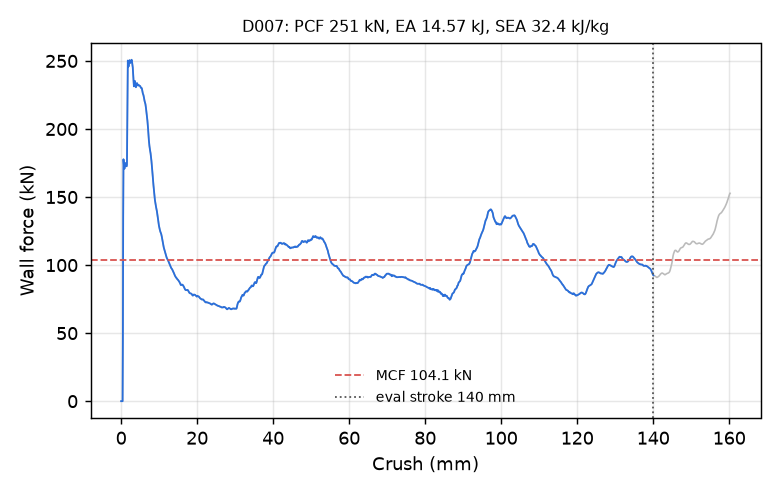 D007: PCF 251 kN, EA 14.57 kJ, SEA 32.4 kJ/kg
Wall force (kN)
250
200
150
100
50
0
MCF 104.1 kN
eval stroke 140 mm
0 20 40 60 80 100 120 140 160
Crush (mm)